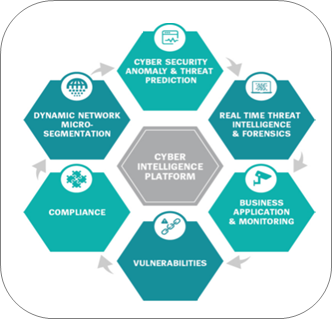 CYBER SECURITY
ANOMALY & THREAT
PREDICTION
REAL TIME THREAT
INTELLIGENCE
& FORENSICS
BUSINESS
APPLICATION
& MONITORING
VULNERABILITIES
COMPLIANCE
DYNAMIC NETWORK
MICRO-
SEGMENTATION
CYBER
INTELLIGENCE
PLATFORM